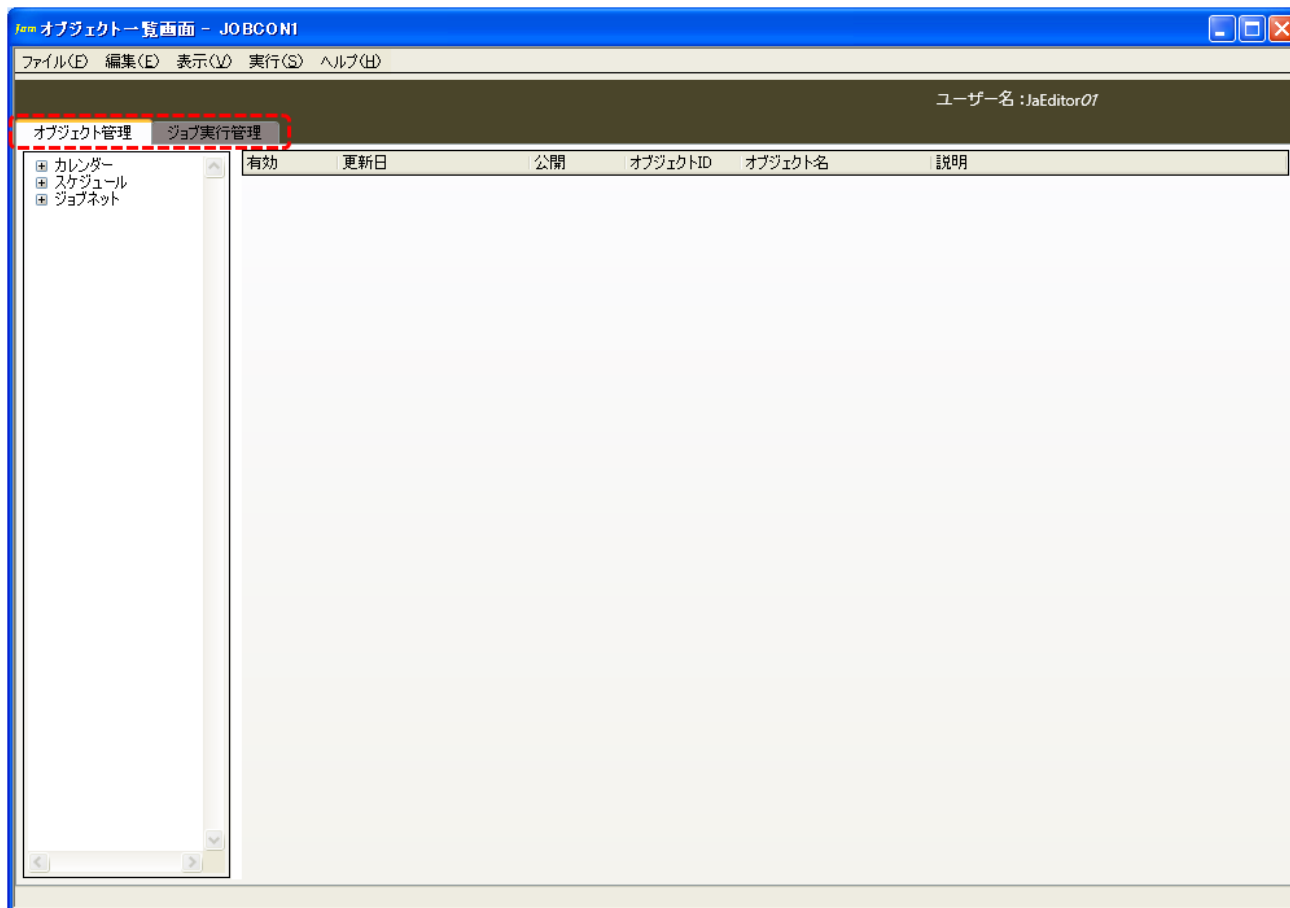 Jam オブジェクト一覧画面 - JOBCON1
ファイル(F) 編集(E) 表示(V) 実行(S) ヘルプ(H)
ユーザー名 : JaEditor01
オブジェクト管理 ジョブ実行管理
有効 更新日 公開 オブジェクトID オブジェクト名 説明
カレンダー
スケジュール
ジョブネット